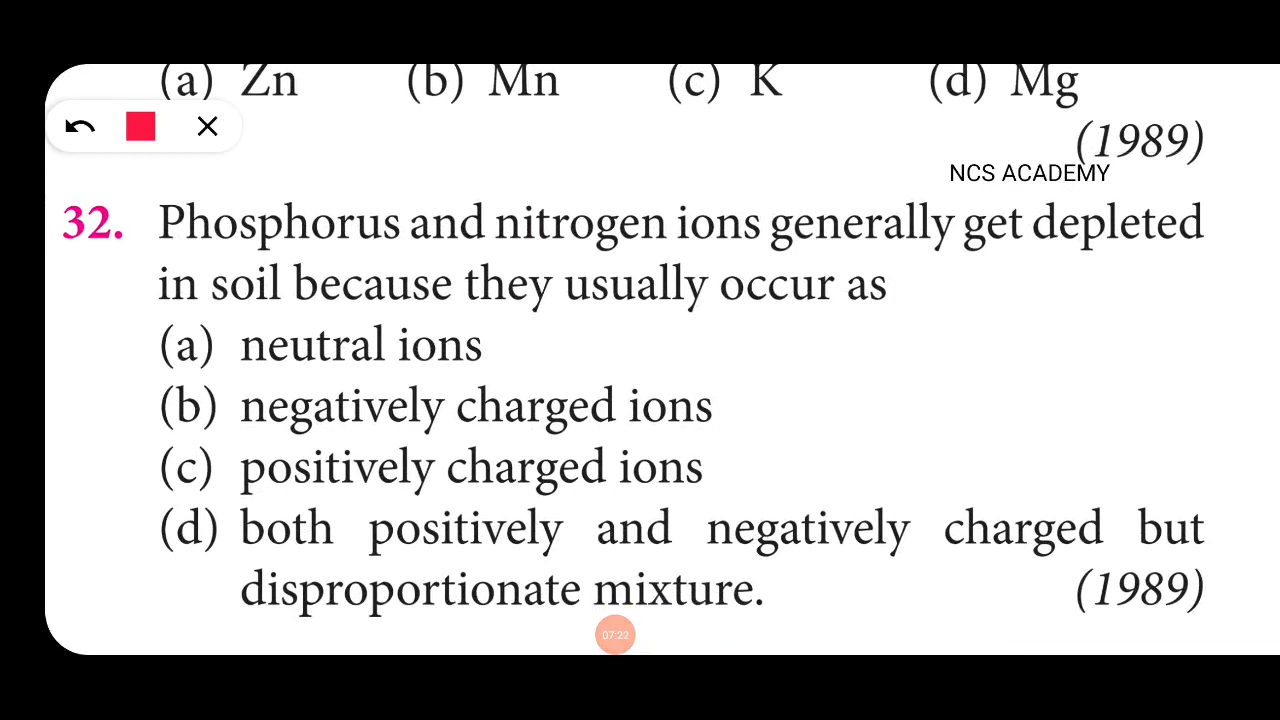 (a) Zn (b) Mn (c) K (d) Mg
(1989)
NCS ACADEMY
32. Phosphorus and nitrogen ions generally get depleted
in soil because they usually occur as
(a) neutral ions
(b) negatively charged ions
(c) positively charged ions
(d) both positively and negatively charged but
disproportionate mixture. (1989)
07:22